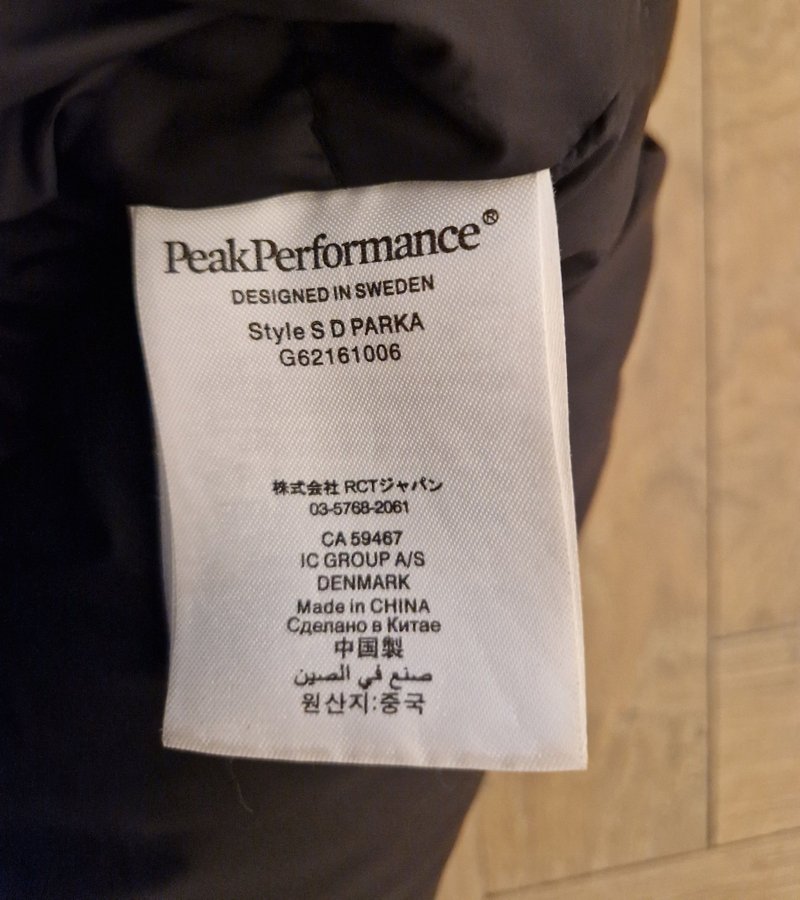 PeakPerformance®
DESIGNED IN SWEDEN
Style S D PARKA
G62161006
株式会社 RCTジャパン
03-5768-2061
CA 59467
IC GROUP A/S
DENMARK
Made in CHINA
Сделано в Китае
中国製
صنع في الصين
원산지:중국